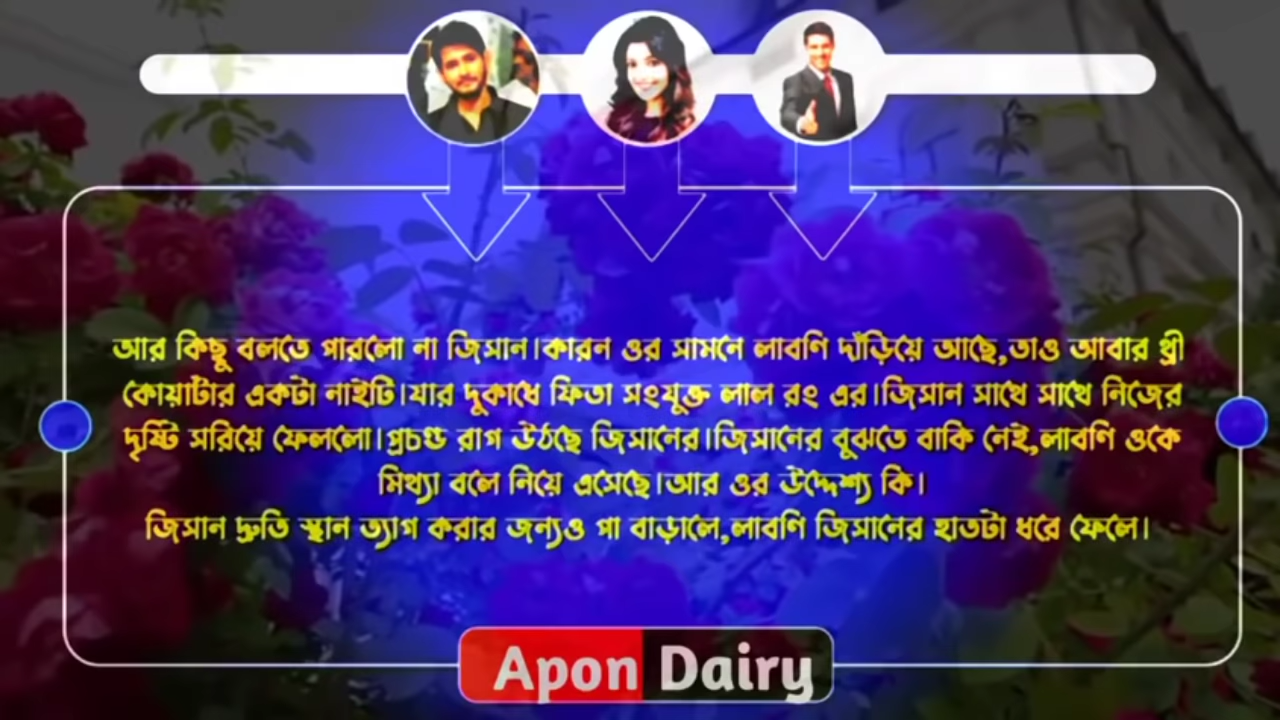 আর কিছু বলতে পারলো না জিসান।কারন ওর সামনে লাবণি দাঁড়িয়ে আছে,তাও আবার থ্রী
কোয়াটার একটা নাইটি।যার দুকাধে ফিতা সংযুক্ত লাল রং এর।জিসান সাথে সাথে নিজের
দৃষ্টি সরিয়ে ফেললো।প্রচণ্ড রাগ উঠছে জিসানের।জিসানের বুঝতে বাকি নেই,লাবণি ওকে
মিথ্যা বলে নিয়ে এসেছে।আর ওর উদ্দেশ্য কি।
জিসান দ্রুতি স্থান ত্যাগ করার জন্যও পা বাড়ালে,লাবণি জিসানের হাতটা ধরে ফেলে।
Apon Dairy